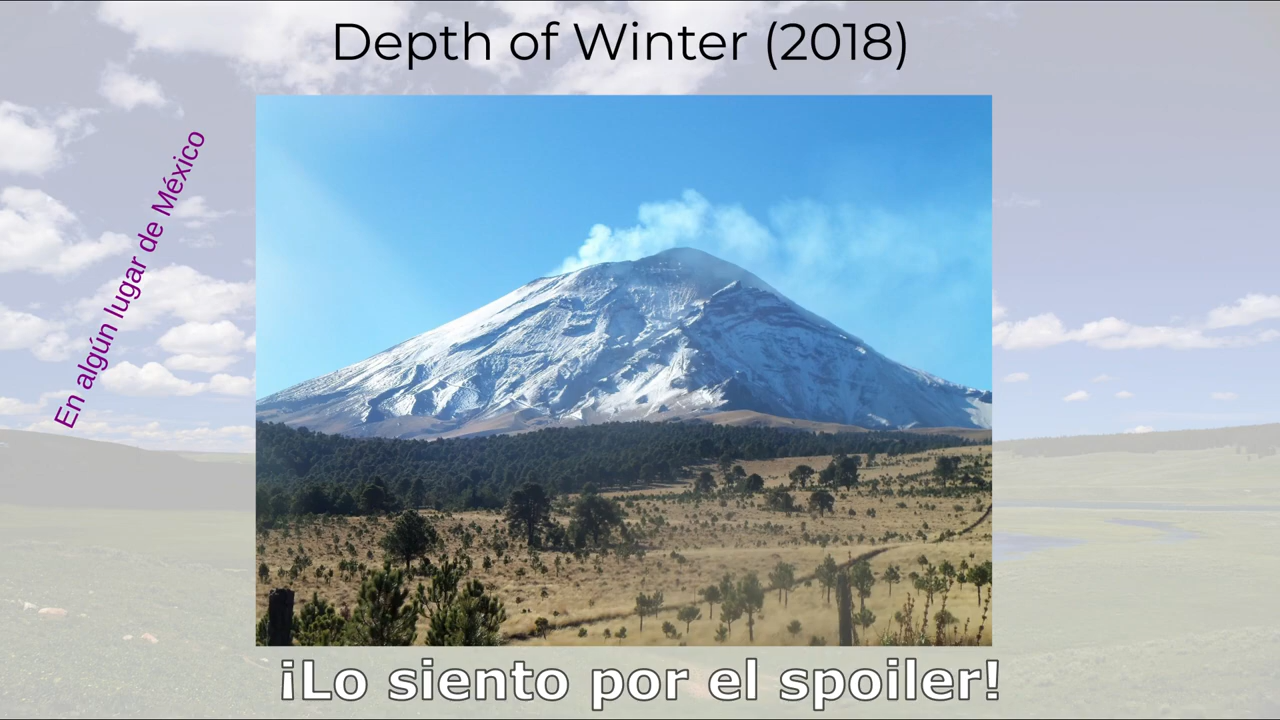 Depth of Winter (2018)
En algún lugar de México
¡Lo siento por el spoiler!